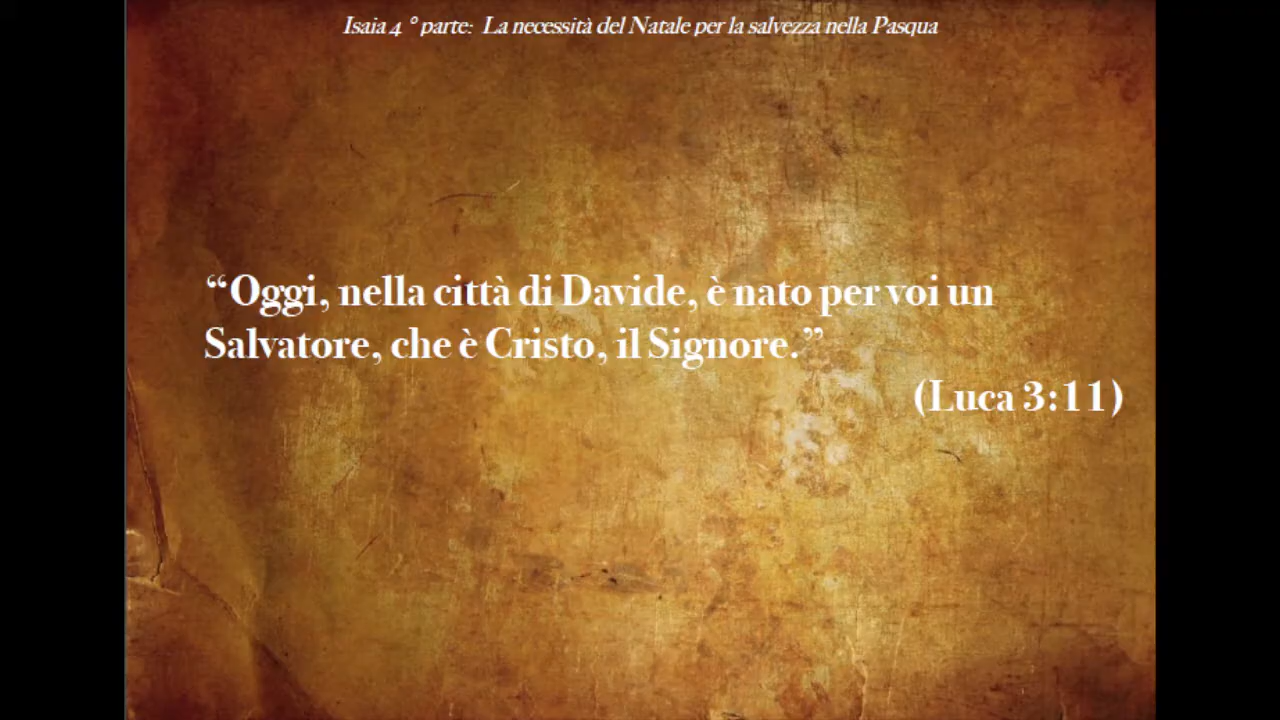 Isaia 4 ° parte: La necessità del Natale per la salvezza nella Pasqua
“Oggi, nella città di Davide, è nato per voi un
Salvatore, che è Cristo, il Signore.”
(Luca 3:11)